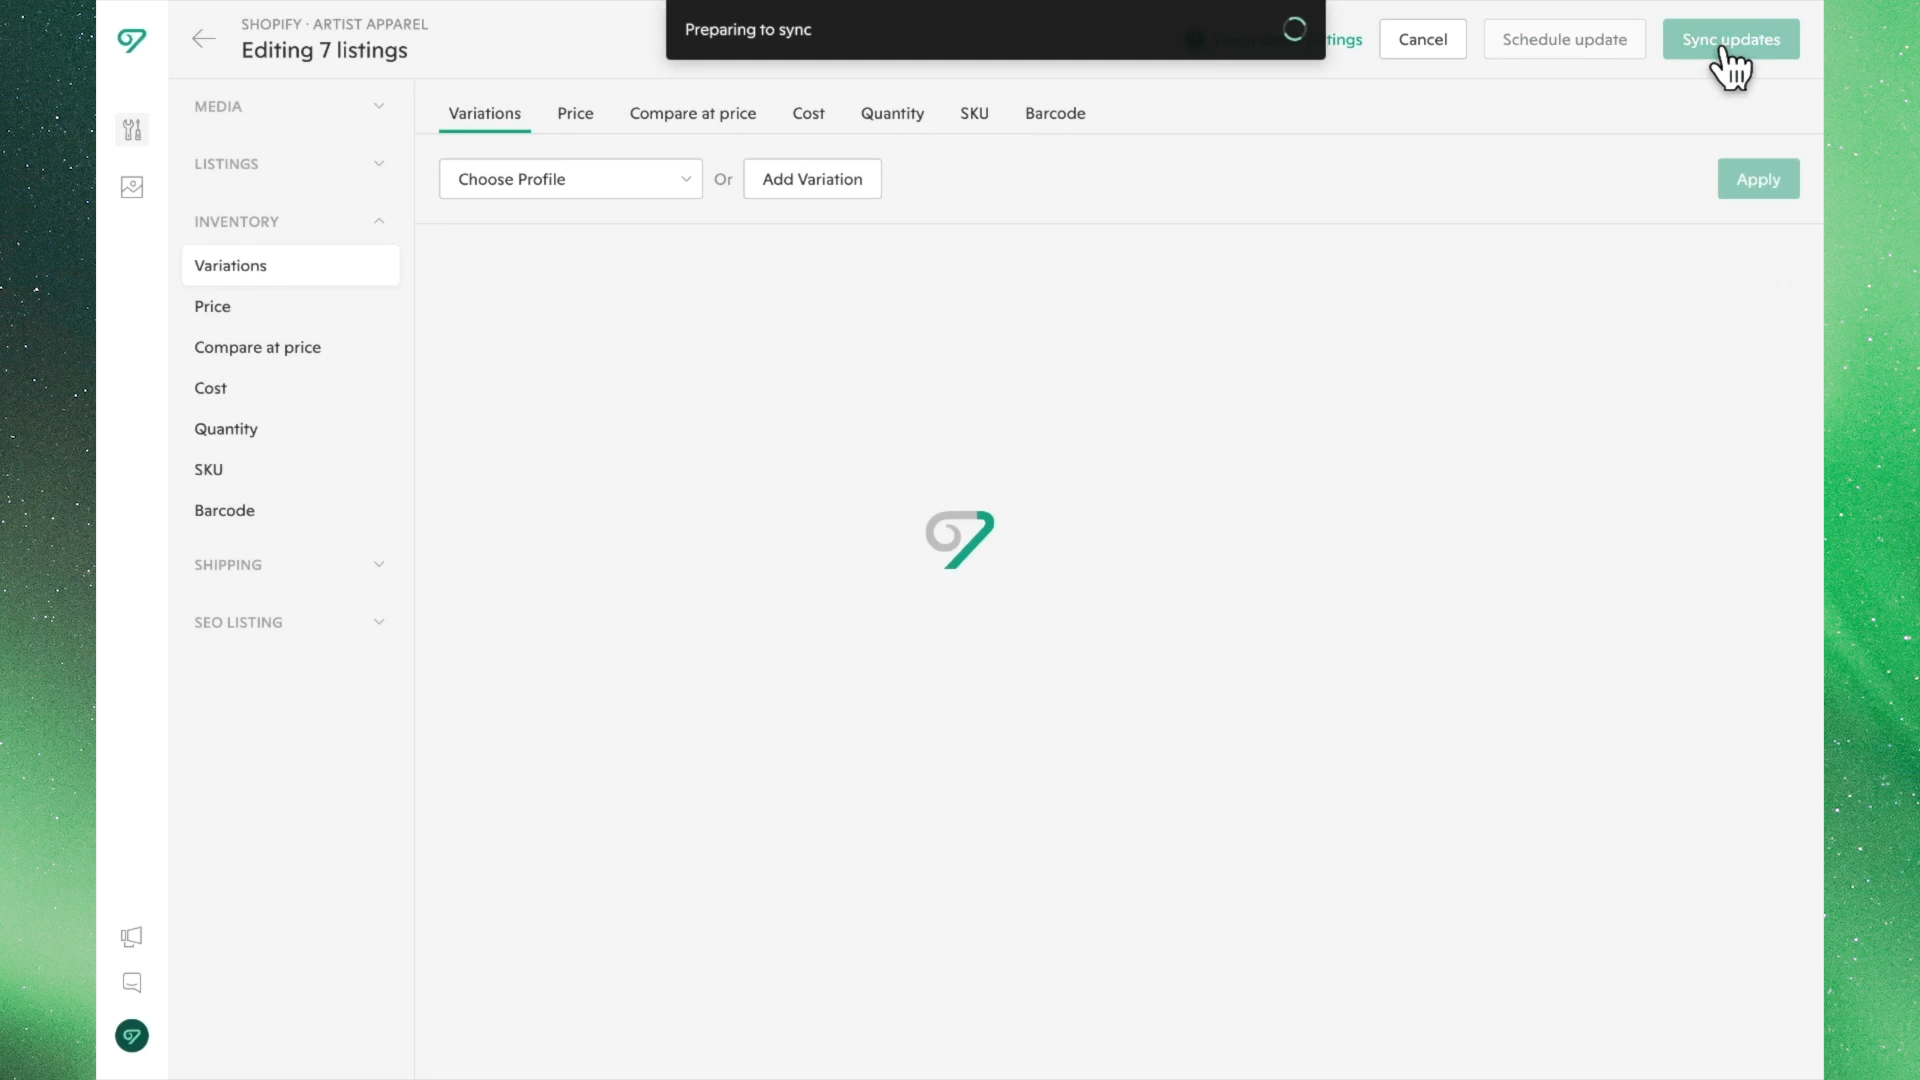 SHOPIFY · ARTIST APPAREL
Editing 7 listings
Preparing to sync
tings
Cancel
Schedule update
Sync updates
MEDIA
LISTINGS
INVENTORY
Variations
Price
Compare at price
Cost
Quantity
SKU
Barcode
SHIPPING
SEO LISTING
Variations
Price
Compare at price
Cost
Quantity
SKU
Barcode
Choose Profile
Or
Add Variation
Apply